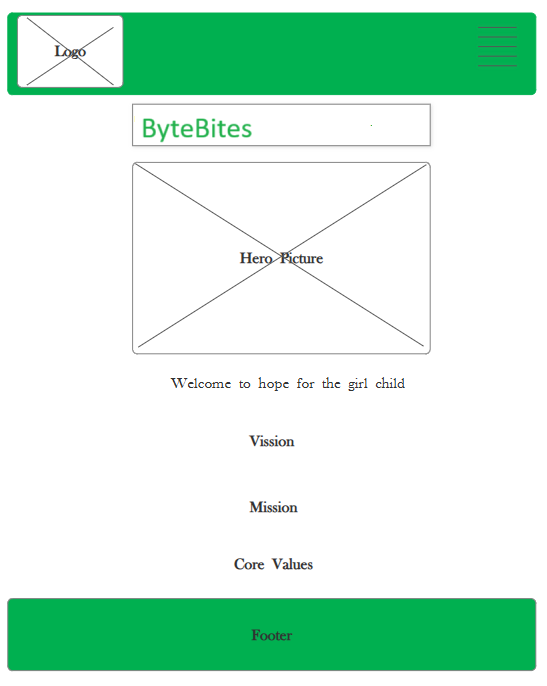 Logo
ByteBites
Hero Picture
Welcome to hope for the girl child
Vission
Mission
Core Values
Footer